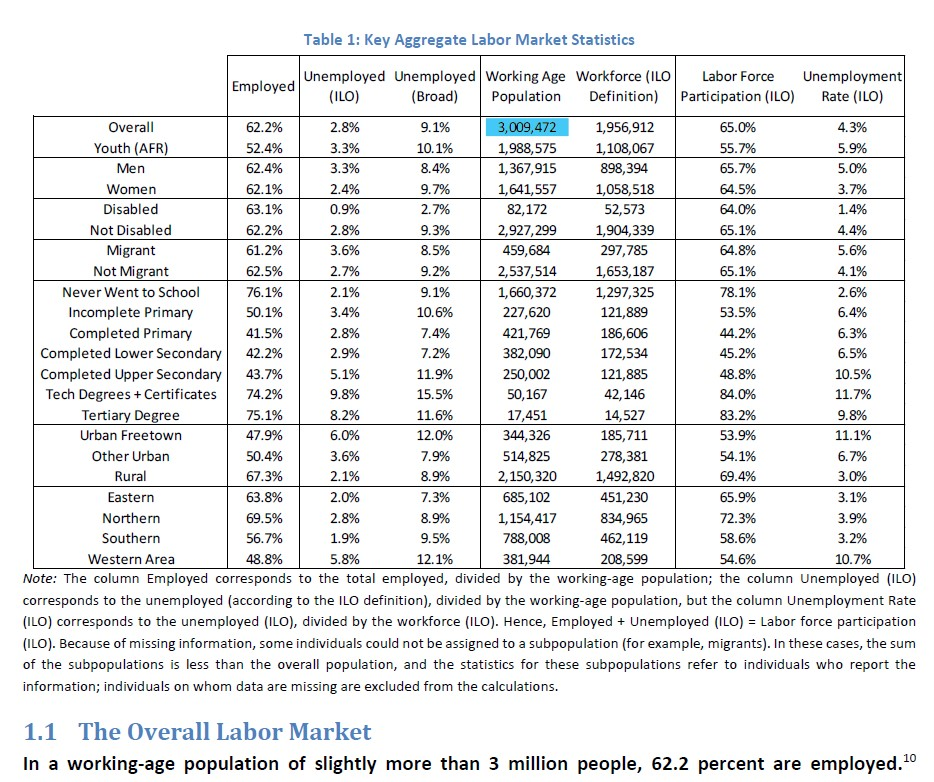 Table 1: Key Aggregate Labor Market Statistics
Employed Unemployed (ILO) Unemployed (Broad) Working Age Population Workforce (ILO Definition) Labor Force Participation (ILO) Unemployment Rate (ILO)
Overall 62.2% 2.8% 9.1% 3,009,472 1,956,912 65.0% 4.3%
Youth (AFR) 52.4% 3.3% 10.1% 1,988,575 1,108,067 55.7% 5.9%
Men 62.4% 3.3% 8.4% 1,367,915 898,394 65.7% 5.0%
Women 62.1% 2.4% 9.7% 1,641,557 1,058,518 64.5% 3.7%
Disabled 63.1% 0.9% 2.7% 82,172 52,573 64.0% 1.4%
Not Disabled 62.2% 2.8% 9.3% 2,927,299 1,904,339 65.1% 4.4%
Migrant 61.2% 3.6% 8.5% 459,684 297,785 64.8% 5.6%
Not Migrant 62.5% 2.7% 9.2% 2,537,514 1,653,187 65.1% 4.1%
Never Went to School 76.1% 2.1% 9.1% 1,660,372 1,297,325 78.1% 2.6%
Incomplete Primary 50.1% 3.4% 10.6% 227,620 121,889 53.5% 6.4%
Completed Primary 41.5% 2.8% 7.4% 421,769 186,606 44.2% 6.3%
Completed Lower Secondary 42.2% 2.9% 7.2% 382,090 172,534 45.2% 6.5%
Completed Upper Secondary 43.7% 5.1% 11.9% 250,002 121,885 48.8% 10.5%
Tech Degrees + Certificates 74.2% 9.8% 15.5% 50,167 42,146 84.0% 11.7%
Tertiary Degree 75.1% 8.2% 11.6% 17,451 14,527 83.2% 9.8%
Urban Freetown 47.9% 6.0% 12.0% 344,326 185,711 53.9% 11.1%
Other Urban 50.4% 3.6% 7.9% 514,825 278,381 54.1% 6.7%
Rural 67.3% 2.1% 8.9% 2,150,320 1,492,820 69.4% 3.0%
Eastern 63.8% 2.0% 7.3% 685,102 451,230 65.9% 3.1%
Northern 69.5% 2.8% 8.9% 1,154,417 834,965 72.3% 3.9%
Southern 56.7% 1.9% 9.5% 788,008 462,119 58.6% 3.2%
Western Area 48.8% 5.8% 12.1% 381,944 208,599 54.6% 10.7%
Note: The column Employed corresponds to the total employed, divided by the working-age population; the column Unemployed (ILO)
corresponds to the unemployed (according to the ILO definition), divided by the working-age population, but the column Unemployment Rate
(ILO) corresponds to the unemployed (ILO), divided by the workforce (ILO). Hence, Employed + Unemployed (ILO) = Labor force participation
(ILO). Because of missing information, some individuals could not be assigned to a subpopulation (for example, migrants). In these cases, the sum
of the subpopulations is less than the overall population, and the statistics for these subpopulations refer to individuals who report the
information; individuals on whom data are missing are excluded from the calculations.
1.1 The Overall Labor Market
In a working-age population of slightly more than 3 million people, 62.2 percent are employed.10